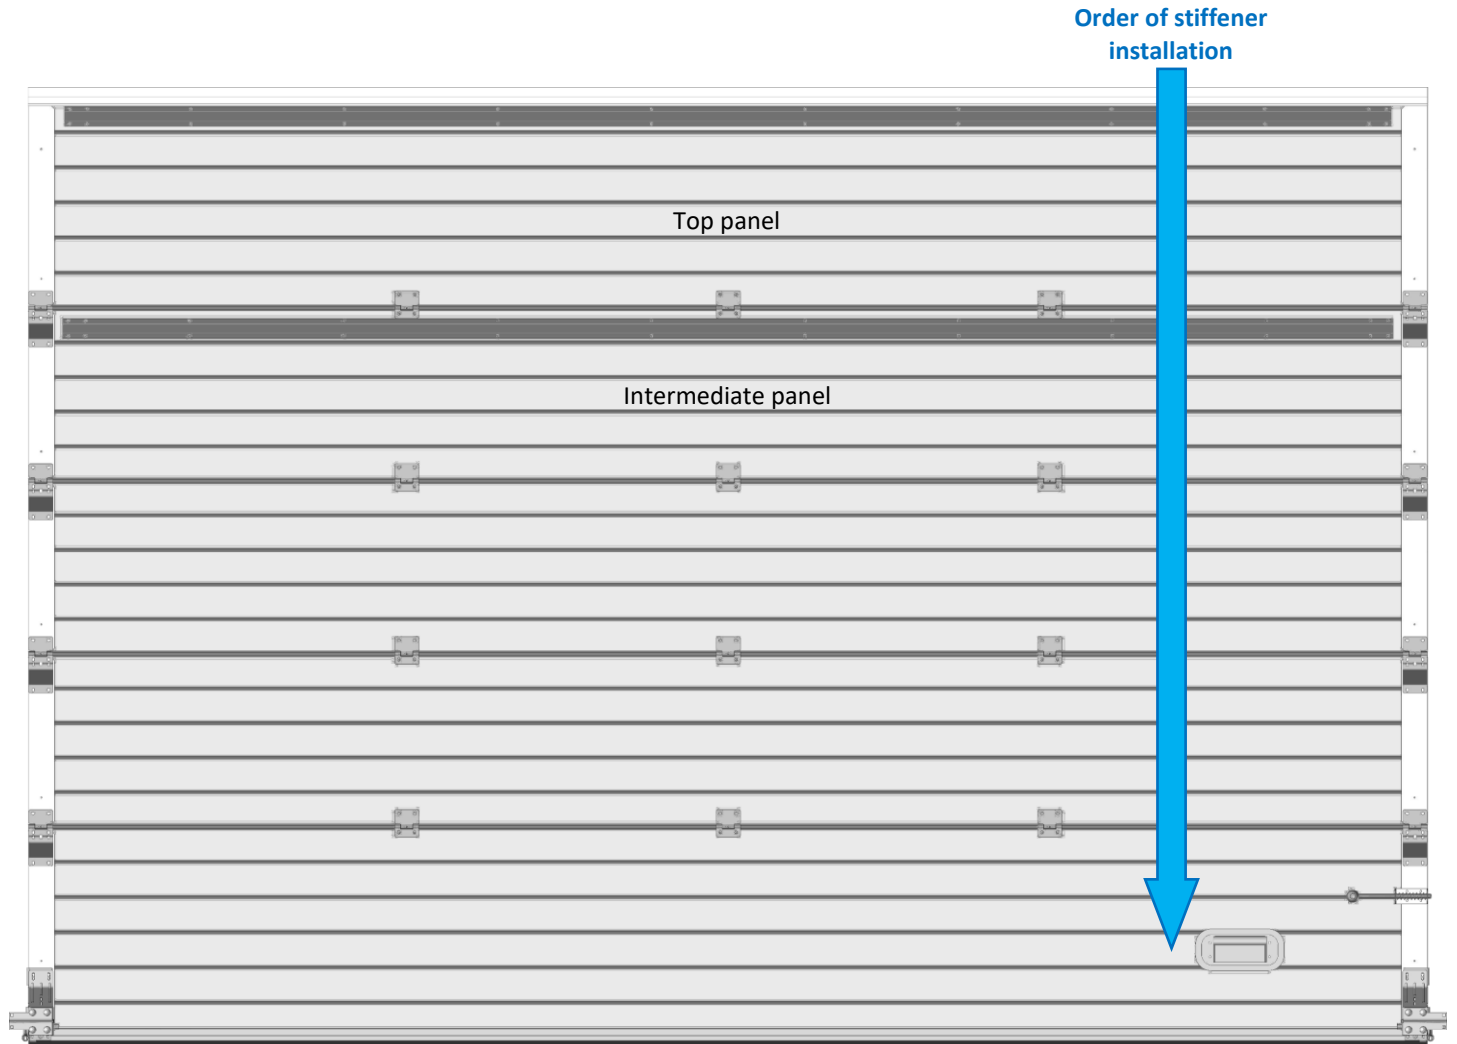 Order of stiffener
installation
Top panel
Intermediate panel